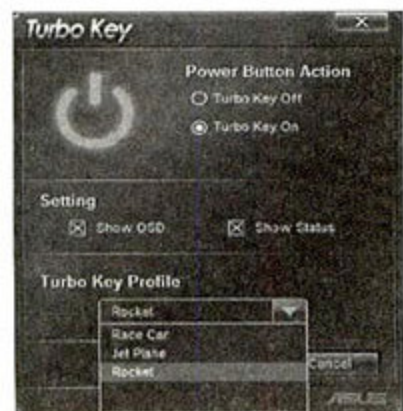 Turbo Key
Power Button Action
Turbo Key Off
Turbo Key On
Setting
Show OSD
Show Status
Turbo Key Profile
Rocket
Race Car
Jet Plane
Rocket
Cancel
ASUS